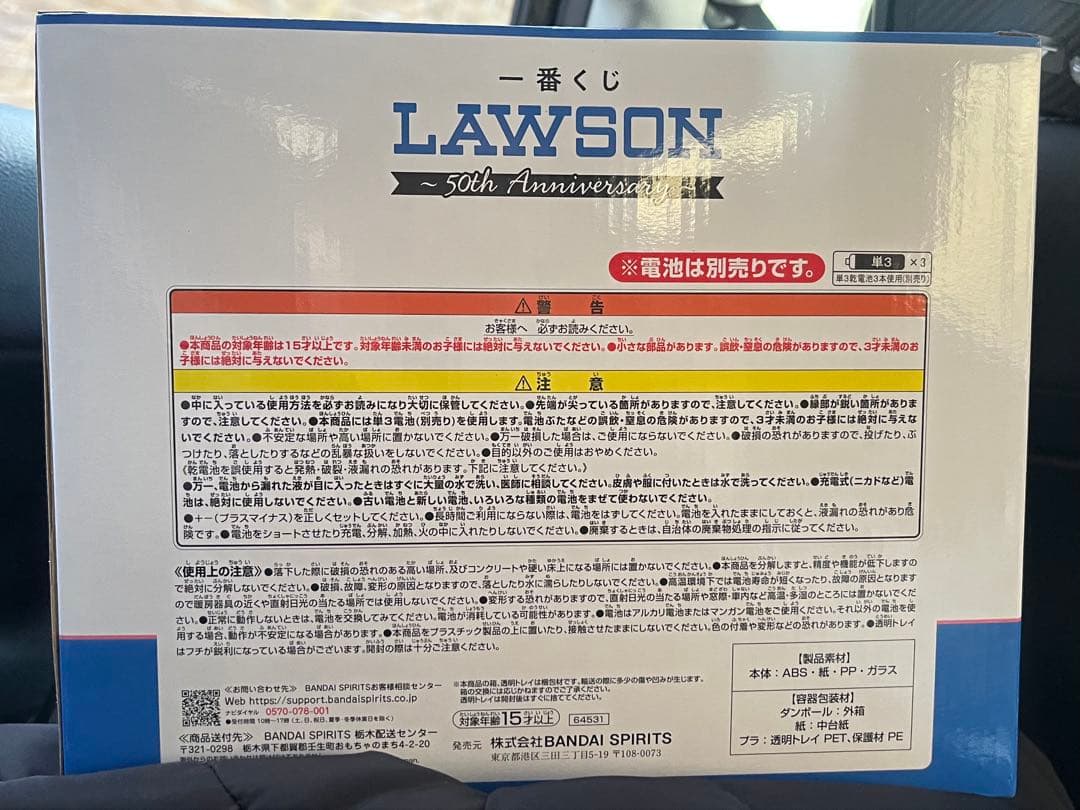 一番くじ
LAWSON
~ 50th Anniversary ~
※電池は別売りです。
単3 ×3
単3乾電池3本使用(別売り)
⚠警告
お客様へ 必ずお読みください。
●本商品の対象年齢は15才以上です。対象年齢未満のお子様には絶対に与えないでください。●小さな部品があります。誤飲・窒息の危険がありますので、3才未満のお
子様には絶対に与えないでください。
⚠注意
●中に入っている使用方法を必ずお読みになり大切に保管してください。●先端が尖っている箇所がありますので、注意してください。●縁部が鋭い箇所がありま
すので、注意してください。●本商品には単3電池(別売り)を使用します。電池ぶたなどの誤飲・窒息の危険がありますので、3才未満のお子様には絶対に与えな
いでください。●不安定な場所や高い場所に置かないでください。●万一破損した場合は、ご使用にならないでください。●破損の恐れがありますので、投げたり、ぶ
つけたり、落としたりするなどの乱暴な扱いをしないでください。●目的以外のご使用はおやめください。
《乾電池を誤使用すると発熱・破裂・液漏れの恐れがあります。下記に注意してください。》
●万一、電池から漏れた液が目に入ったときはすぐに大量の水で洗い、医師に相談してください。皮膚や服に付いたときは水で洗ってください。●充電式(ニカドなど)電
池は、絶対に使用しないでください。●古い電池と新しい電池、いろいろな種類の電池をまぜて使わないでください。
●＋－(プラスマイナス)を正しくセットしてください。●長時間ご利用にならない際は、電池をはずしてください。電池を入れたままにしておくと、液漏れの恐れがあり危
険です。●電池をショートさせたり充電、分解、加熱、火の中に入れたりしないでください。●廃棄するときは、自治体の廃棄物処理の指示に従ってください。
《使用上の注意》●落下した際に破損の恐れのある高い場所、及びコンクリートや硬い床上になる場所には置かないでください。●本商品を分解しますと、精度や機能が低下しますの
で絶対に分解しないでください。●破損、故障、変形の原因となりますので、落としたり水に濡らしたりしないでください。●高温環境下では電池寿命が短くなったり、故障の原因となります
ので暖房器具の近くや直射日光の当たる場所では使用しないでください。●変形する恐れがありますので、直射日光の当たる場所や窓際、車内など高温・多湿のところには置かないでくだ
さい。●正常に動作しないときは、電池を交換してみてください。電池が消耗している可能性があります。●電池はアルカリ電池またはマンガン電池をご使用ください。それ以外の電池を使
用する場合、動作が不安定になる場合があります。●本商品をプラスチック製品の上に置いたり、接触させたままにしないでください。色の付着や変形などの恐れがあります。●透明トレイ
はフチが鋭利になっている場合がございます。開封の際は十分ご注意ください。
【製品素材】
本体：ABS・紙・PP・ガラス
【容器包装材】
ダンボール：外箱
紙：中台紙
プラ：透明トレイ PET、保護材 PE
≪お問い合わせ先≫ BANDAI SPIRITSお客様相談センター
Web https://support.bandaispirits.co.jp
ナビダイヤル 0570-078-001
●受付時間 10時〜17時(土、日、祝日、夏季・冬季休業日を除く)
≪商品送付先≫ BANDAI SPIRITS 栃木配送センター
〒321-0298 栃木県下都賀郡壬生町おもちゃのまち4-2-20
※本商品の箱、透明トレイは梱包材です。輸送の際に多少の傷や凹みが生じます。
箱の交換には応じかねますのでご了承ください。
透明トレイは開封後はすぐに捨ててください。
対象年齢15才以上 64531
発売元 株式会社BANDAI SPIRITS
東京都港区三田三丁目5-19 〒108-0073